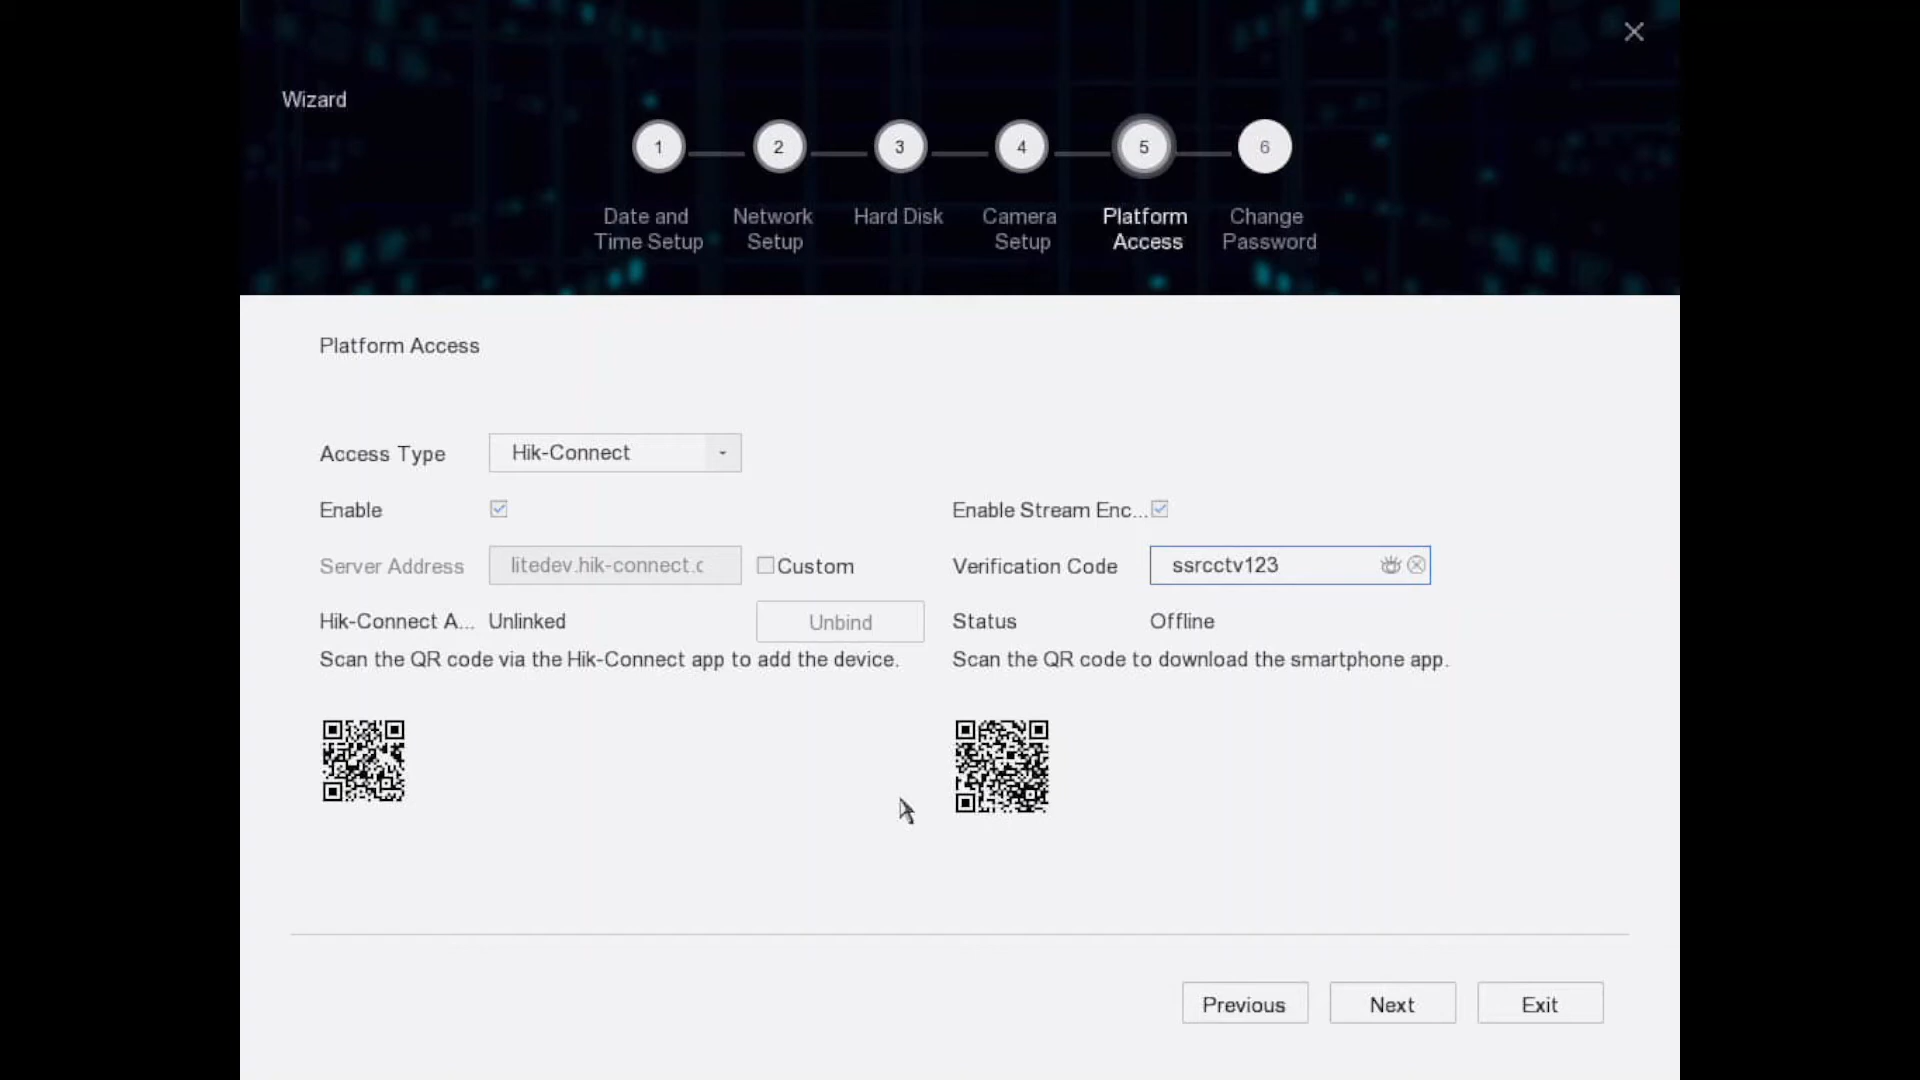 Wizard
1 2 3 4 5 6
Date and Time Setup
Network Setup
Hard Disk
Camera Setup
Platform Access
Change Password
Platform Access
Access Type Hik-Connect
Enable Enable Stream Enc...
Server Address litedev.hik-connect.c Custom Verification Code ssrcctv123
Hik-Connect A... Unlinked Unbind Status Offline
Scan the QR code via the Hik-Connect app to add the device. Scan the QR code to download the smartphone app.
Previous Next Exit